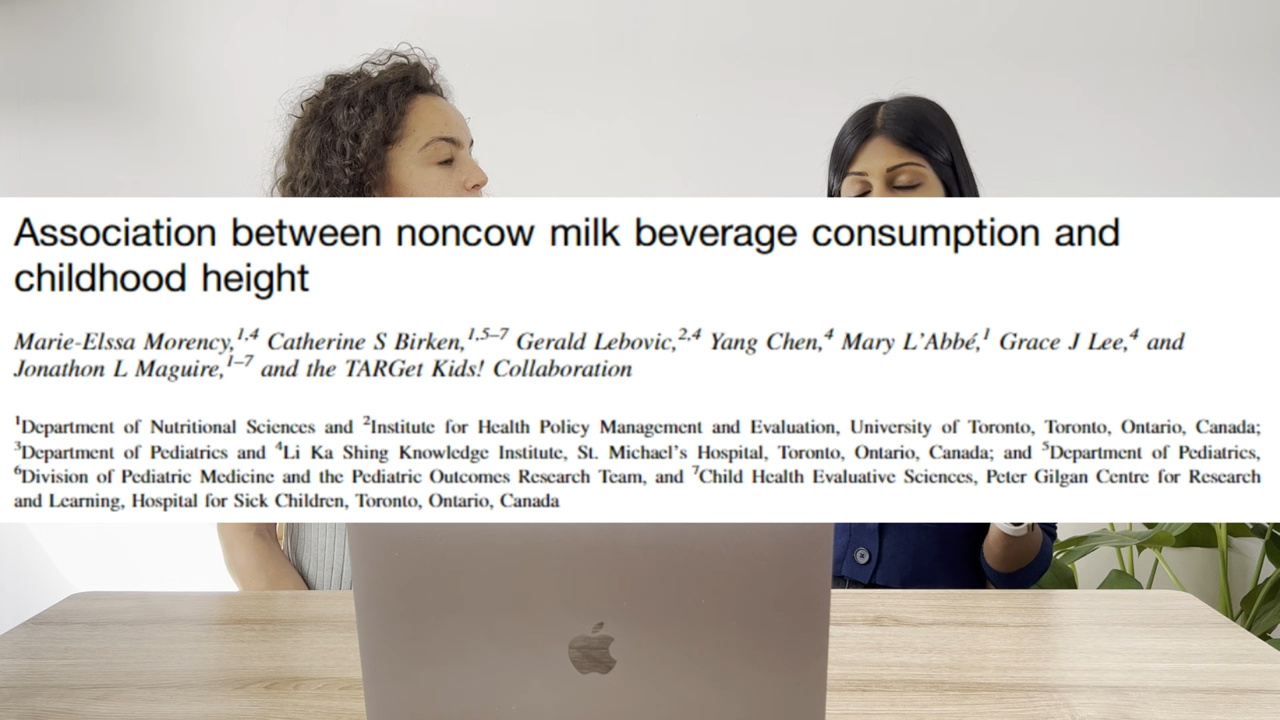 Association between noncow milk beverage consumption and
childhood height
Marie-Elssa Morency,1,4 Catherine S Birken,1,5–7 Gerald Lebovic,2,4 Yang Chen,4 Mary L'Abbé,1 Grace J Lee,4 and
Jonathon L Maguire,1–7 and the TARGet Kids! Collaboration
1Department of Nutritional Sciences and 2Institute for Health Policy Management and Evaluation, University of Toronto, Toronto, Ontario, Canada;
3Department of Pediatrics and 4Li Ka Shing Knowledge Institute, St. Michael's Hospital, Toronto, Ontario, Canada; and 5Department of Pediatrics,
6Division of Pediatric Medicine and the Pediatric Outcomes Research Team, and 7Child Health Evaluative Sciences, Peter Gilgan Centre for Research
and Learning, Hospital for Sick Children, Toronto, Ontario, Canada